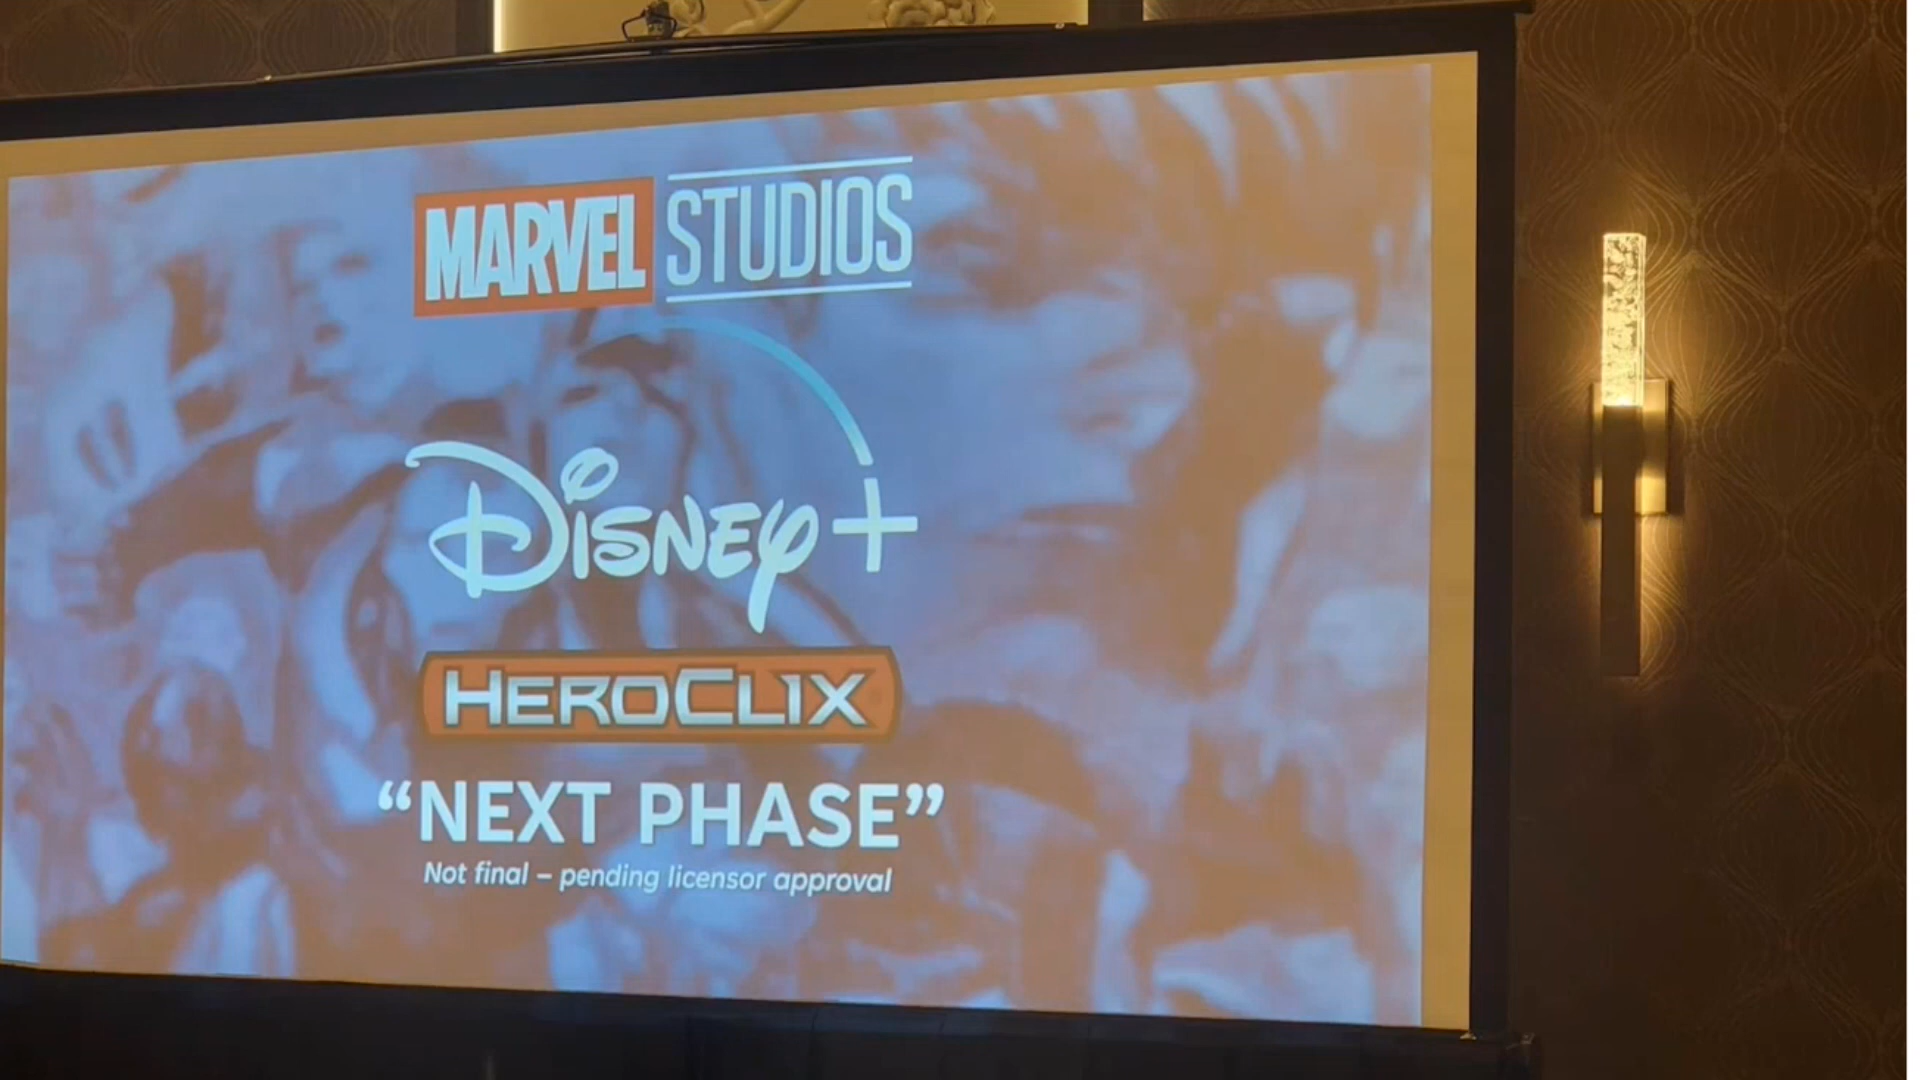 MARVEL STUDIOS
DISNEY+
HEROCLIX
“NEXT PHASE”
Not final – pending licensor approval